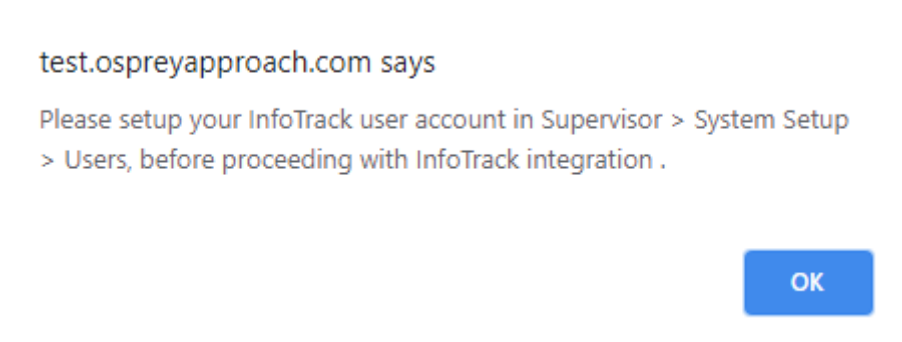 test.ospreyapproach.com says
Please setup your InfoTrack user account in Supervisor > System Setup
> Users, before proceeding with InfoTrack integration .
OK